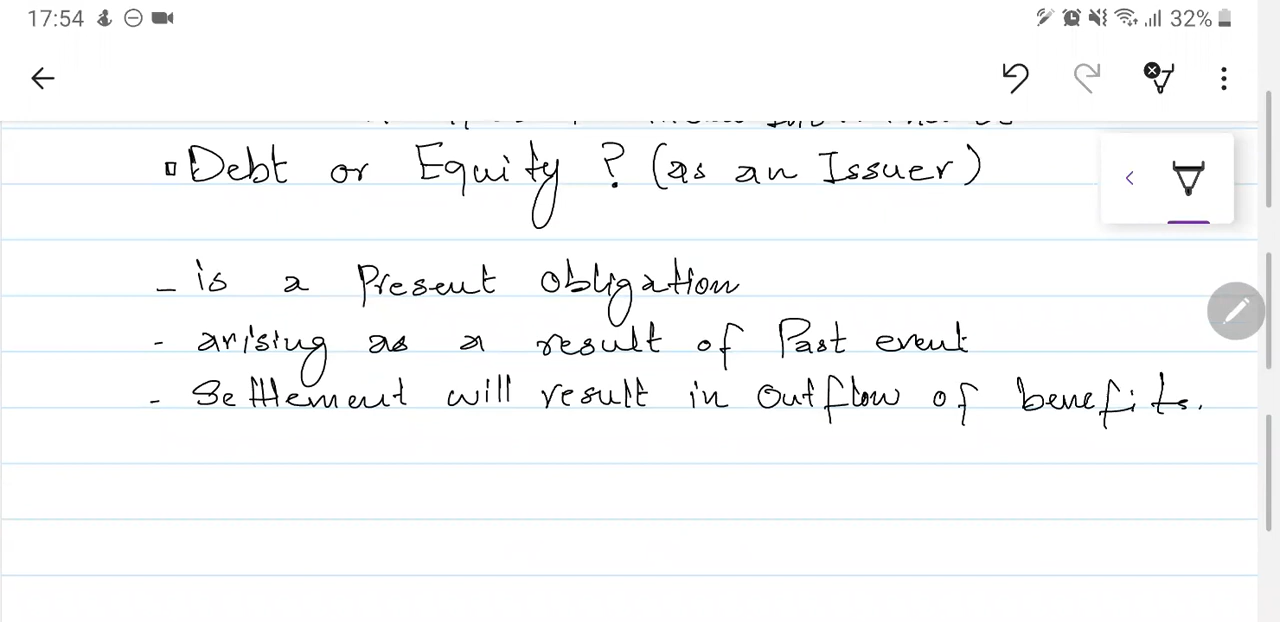 17:54
32%
Debt or Equity ? (as an Issuer)
- is a Present obligation
- arising as a result of Past event
- Settlement will result in Outflow of benefits.